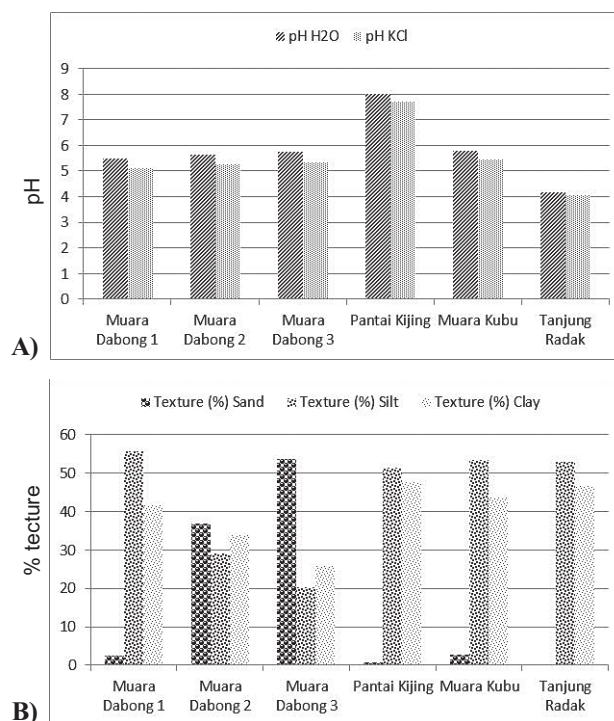 A)
pH H2O pH KCl
9
8
7
6
5
4
3
2
1
0
pH
Muara Dabong 1
Muara Dabong 2
Muara Dabong 3
Pantai Kijing
Muara Kubu
Tanjung Radak
B)
Texture (%) Sand Texture (%) Silt Texture (%) Clay
60
50
40
30
20
10
0
% tecture
Muara Dabong 1
Muara Dabong 2
Muara Dabong 3
Pantai Kijing
Muara Kubu
Tanjung Radak